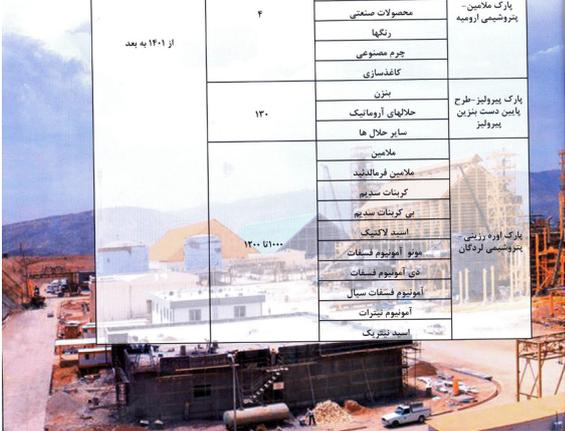 پارک ملامین-
پتروشیمی ارومیه
محصولات صنعتی
رنگها
چرم مصنوعی
کاغذسازی
۴
از ۱۴۰۱ به بعد
پارک پیرولیز-طرح
پایین دست بنزین
پیرولیز
بنزن
حلالهای آروماتیک
سایر حلال ها
۱۳۰
پارک اوره رزینی-
پتروشیمی لردگان
ملامین
ملامین فرمالدئید
کربنات سدیم
بی کربنات سدیم
اسید لاکتیک
مونو آمونیوم فسفات
دی آمونیوم فسفات
آمونیوم فسفات سیال
آمونیوم نیترات
اسید نیتریک
۱۰۰۰تا ۱۲۰۰